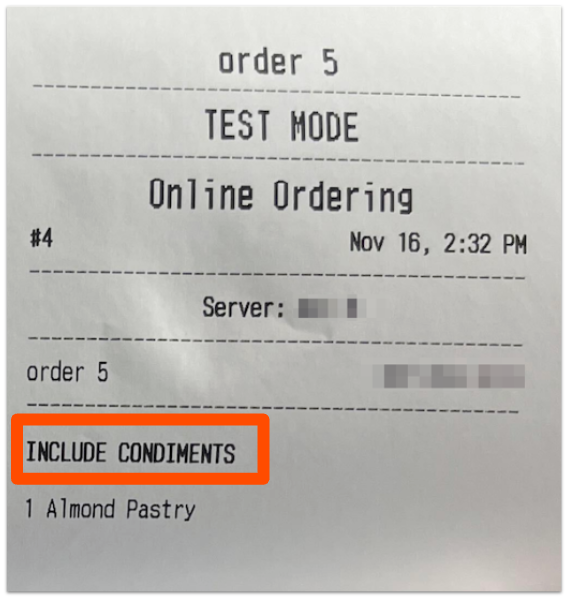 order 5
TEST MODE
Online Ordering
#4 Nov 16, 2:32 PM
Server:
order 5
INCLUDE CONDIMENTS
1 Almond Pastry